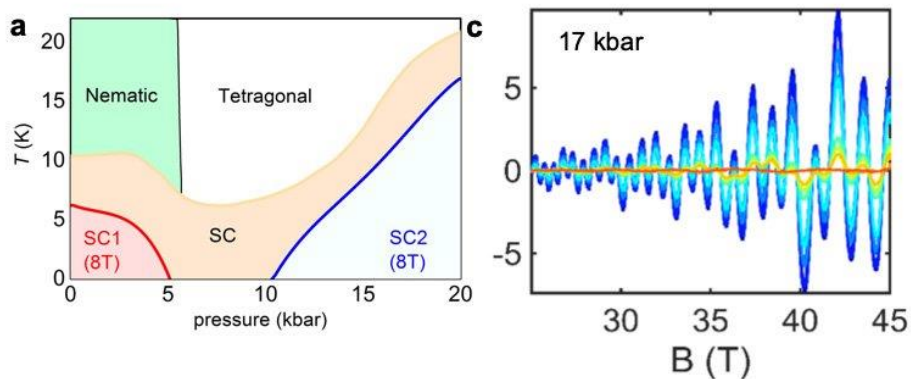 a
20
15
10
5
0
T (K)
Nematic
Tetragonal
SC1
(8T)
SC
SC2
(8T)
0 5 10 15 20
pressure (kbar)
c
17 kbar
5
0
-5
30 35 40 45
B (T)